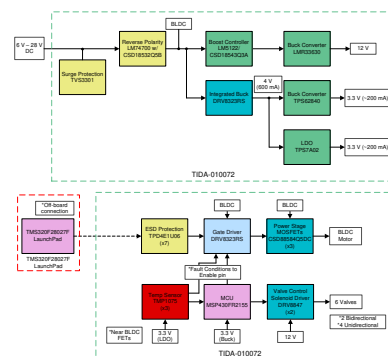 BLDC
6 V – 28 V
DC
Reverse Polarity
LM74700 w/
CSD18532Q5B
Boost Controller
LM5122/
CSD18543Q3A
Buck Converter
LMR33630
12 V
Surge Protection
TVS3301
Integrated Buck
DRV8323RS
4 V
(600 mA)
Buck Converter
TPS62840
3.3 V (~200 mA)
LDO
TPS7A02
3.3 V (~200 mA)
TIDA-010072
*Off-board
connection
TMS320F28027F
LaunchPad
TMS320F28027F
LaunchPad
BLDC
BLDC
ESD Protection
TPD4E1U06
(x7)
Gate Driver
DRV8323RS
Power Stage
MOSFETs
CSD88584Q5DC
(x3)
BLDC
Motor
*Fault Conditions to
Enable pin
Temp Sensor
(x3)
MCU
MSP430FR2155
Valve Control
Solenoid Driver
DRV8847
(x2)
6 Valves
*Near BLDC
FETs
3.3 V
(LDO)
3.3 V
(Buck)
12 V
*2 Bidirectional
*4 Unidirectional
TIDA-010072